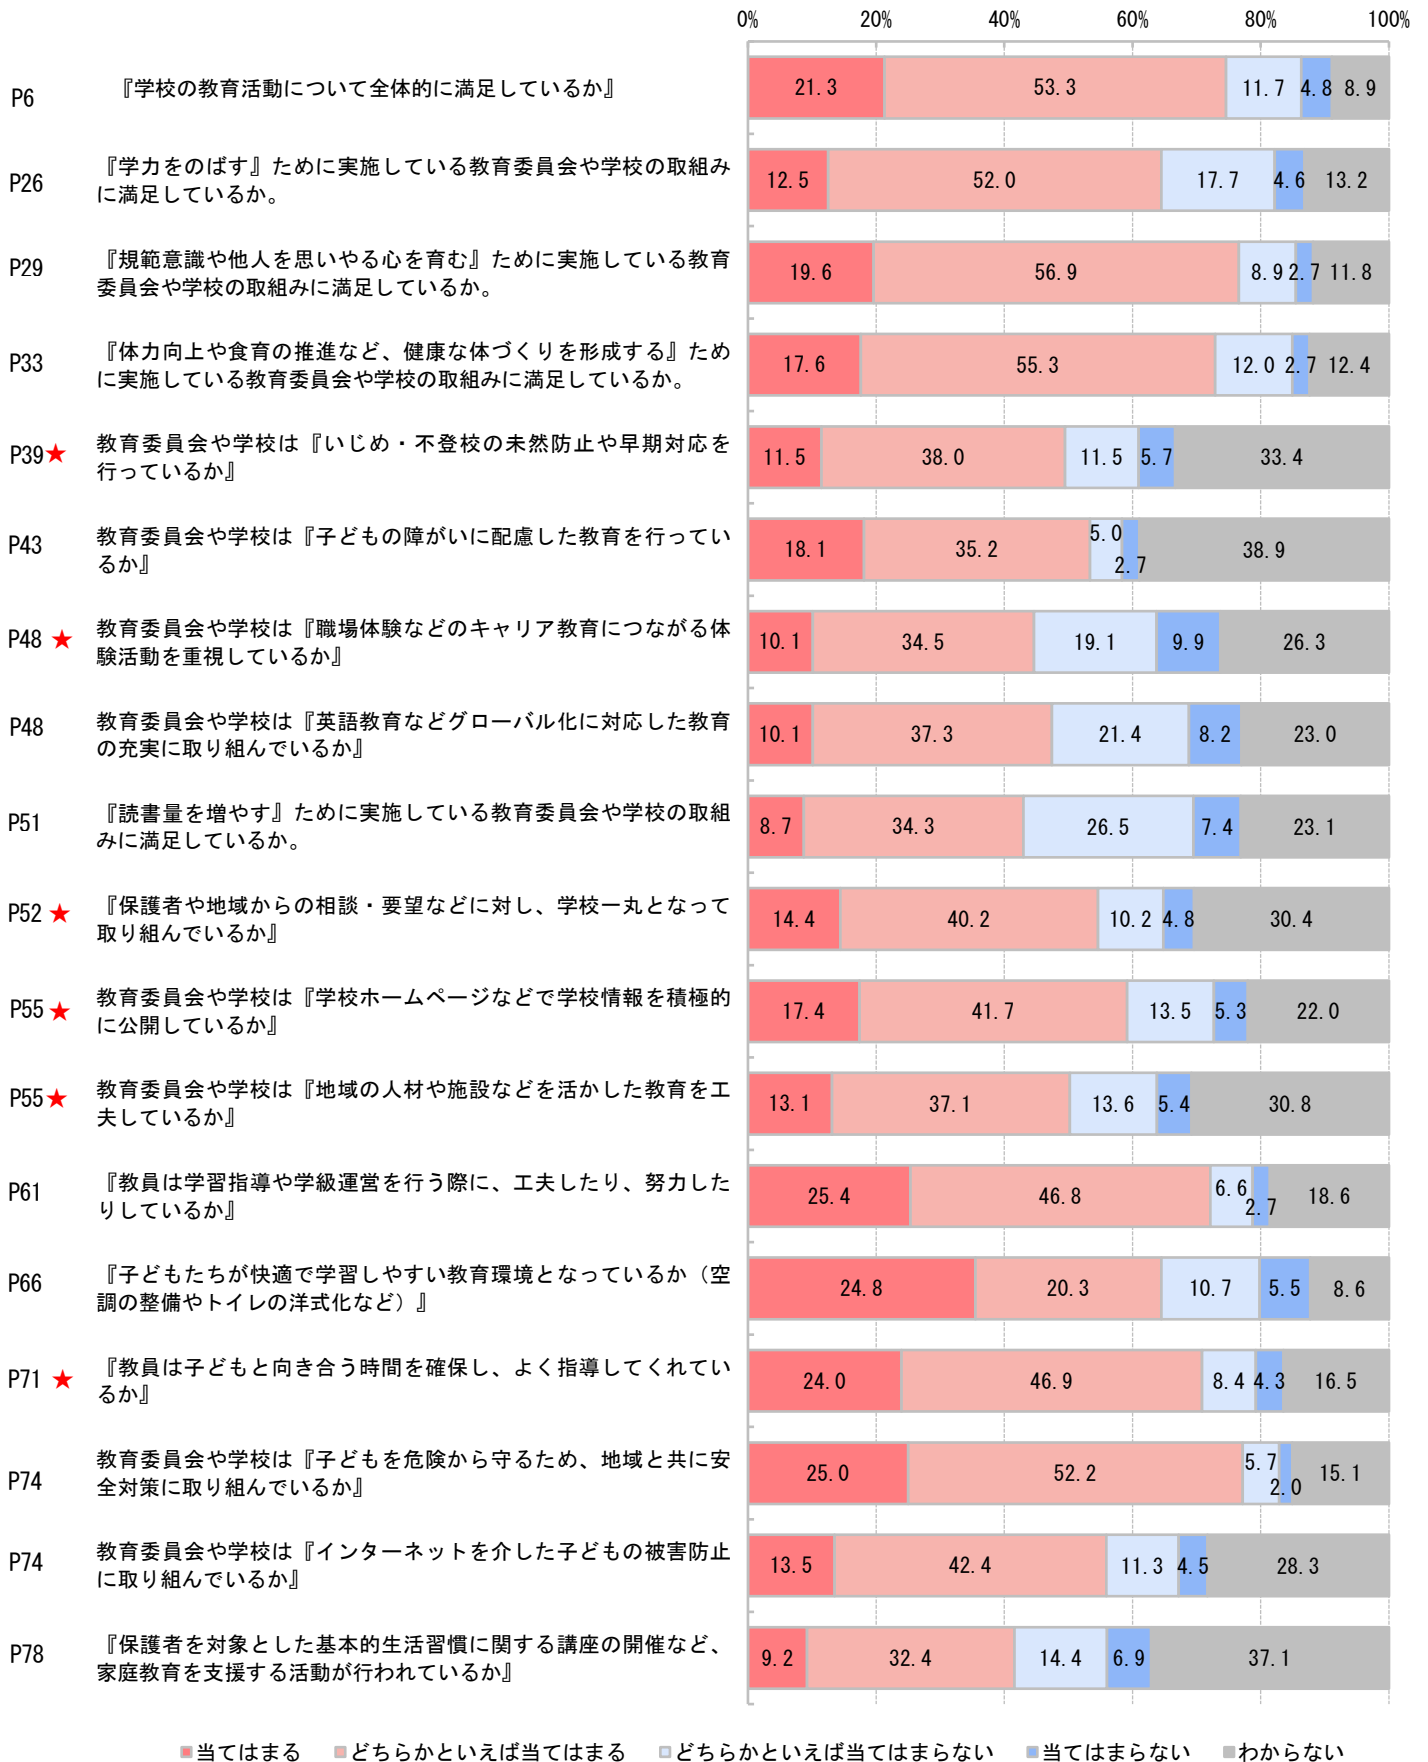 0% 20% 40% 60% 80% 100%
P6 『学校の教育活動について全体的に満足しているか』 21.3 53.3 11.7 4.8 8.9
P26 『学力をのばす』ために実施している教育委員会や学校の取組み
に満足しているか。 12.5 52.0 17.7 4.6 13.2
P29 『規範意識や他人を思いやる心を育む』ために実施している教育
委員会や学校の取組みに満足しているか。 19.6 56.9 8.9 2.7 11.8
P33 『体力向上や食育の推進など、健康な体づくりを形成する』ため
に実施している教育委員会や学校の取組みに満足しているか。 17.6 55.3 12.0 2.7 12.4
P39★ 教育委員会や学校は『いじめ・不登校の未然防止や早期対応を
行っているか』 11.5 38.0 11.5 5.7 33.4
P43 教育委員会や学校は『子どもの障がいに配慮した教育を行ってい
るか』 18.1 35.2 5.0 2.7 38.9
P48 ★ 教育委員会や学校は『職場体験などのキャリア教育につながる体
験活動を重視しているか』 10.1 34.5 19.1 9.9 26.3
P48 教育委員会や学校は『英語教育などグローバル化に対応した教育
の充実に取り組んでいるか』 10.1 37.3 21.4 8.2 23.0
P51 『読書量を増やす』ために実施している教育委員会や学校の取組
みに満足しているか。 8.7 34.3 26.5 7.4 23.1
P52 ★ 『保護者や地域からの相談・要望などに対し、学校一丸となって
取り組んでいるか』 14.4 40.2 10.2 4.8 30.4
P55 ★ 教育委員会や学校は『学校ホームページなどで学校情報を積極的
に公開しているか』 17.4 41.7 13.5 5.3 22.0
P55★ 教育委員会や学校は『地域の人材や施設などを活かした教育を工
夫しているか』 13.1 37.1 13.6 5.4 30.8
P61 『教員は学習指導や学級運営を行う際に、工夫したり、努力した
りしているか』 25.4 46.8 6.6 2.7 18.6
P66 『子どもたちが快適で学習しやすい教育環境となっているか（空
調の整備やトイレの洋式化など）』 24.8 20.3 10.7 5.5 8.6
P71 ★ 『教員は子どもと向き合う時間を確保し、よく指導してくれてい
るか』 24.0 46.9 8.4 4.3 16.5
P74 教育委員会や学校は『子どもを危険から守るため、地域と共に安
全対策に取り組んでいるか』 25.0 52.2 5.7 2.0 15.1
P74 教育委員会や学校は『インターネットを介した子どもの被害防止
に取り組んでいるか』 13.5 42.4 11.3 4.5 28.3
P78 『保護者を対象とした基本的生活習慣に関する講座の開催など、
家庭教育を支援する活動が行われているか』 9.2 32.4 14.4 6.9 37.1
当てはまる どちらかといえば当てはまる どちらかといえば当てはまらない 当てはまらない わからない